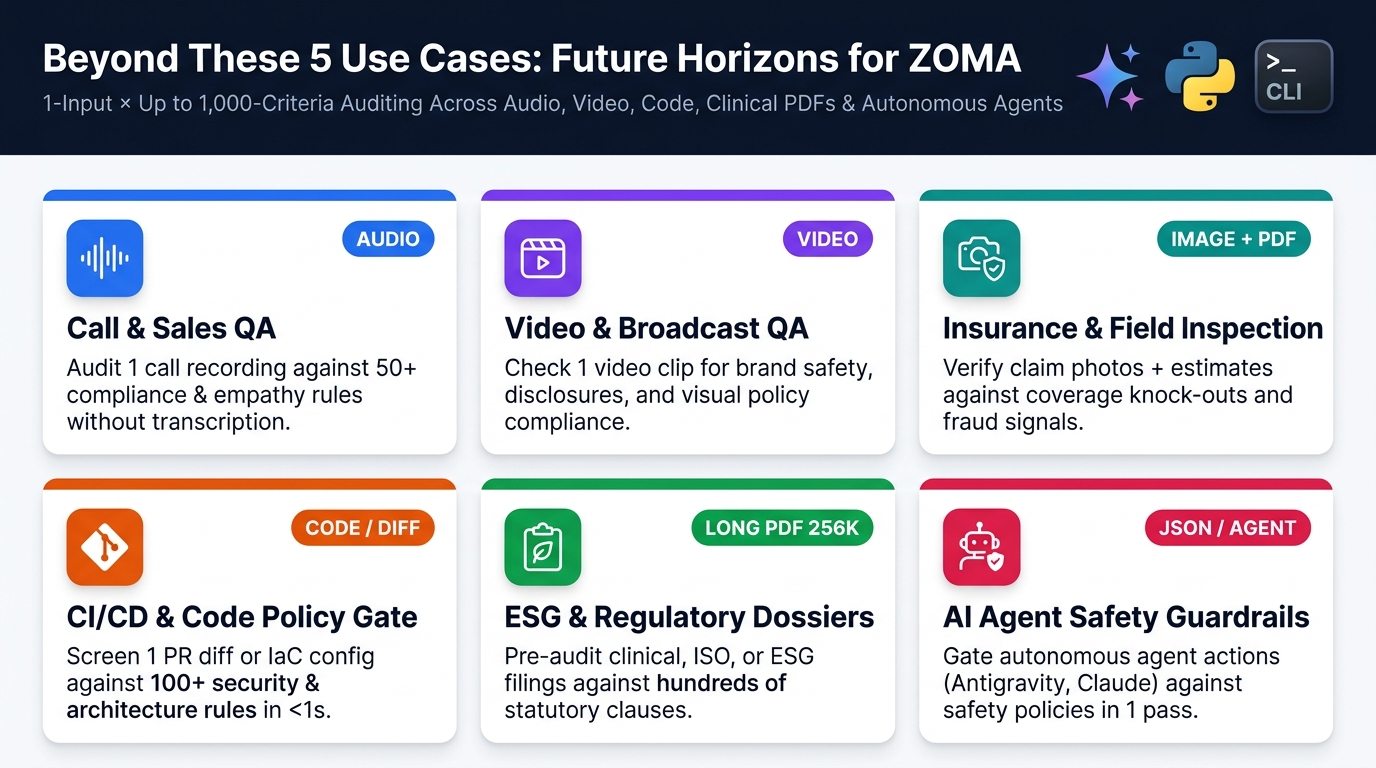 Beyond These 5 Use Cases: Future Horizons for ZOMA
1-Input × Up to 1,000-Criteria Auditing Across Audio, Video, Code, Clinical PDFs & Autonomous Agents
>_
CLI
AUDIO
Call & Sales QA
Audit 1 call recording against 50+
compliance & empathy rules
without transcription.
VIDEO
Video & Broadcast QA
Check 1 video clip for brand safety,
disclosures, and visual policy
compliance.
IMAGE + PDF
Insurance & Field Inspection
Verify claim photos + estimates
against coverage knock-outs and
fraud signals.
CODE / DIFF
CI/CD & Code Policy Gate
Screen 1 PR diff or IaC config
against 100+ security &
architecture rules in <1s.
LONG PDF 256K
ESG & Regulatory Dossiers
Pre-audit clinical, ISO, or ESG
filings against hundreds of
statutory clauses.
JSON / AGENT
AI Agent Safety Guardrails
Gate autonomous agent actions
(Antigravity, Claude) against
safety policies in 1 pass.